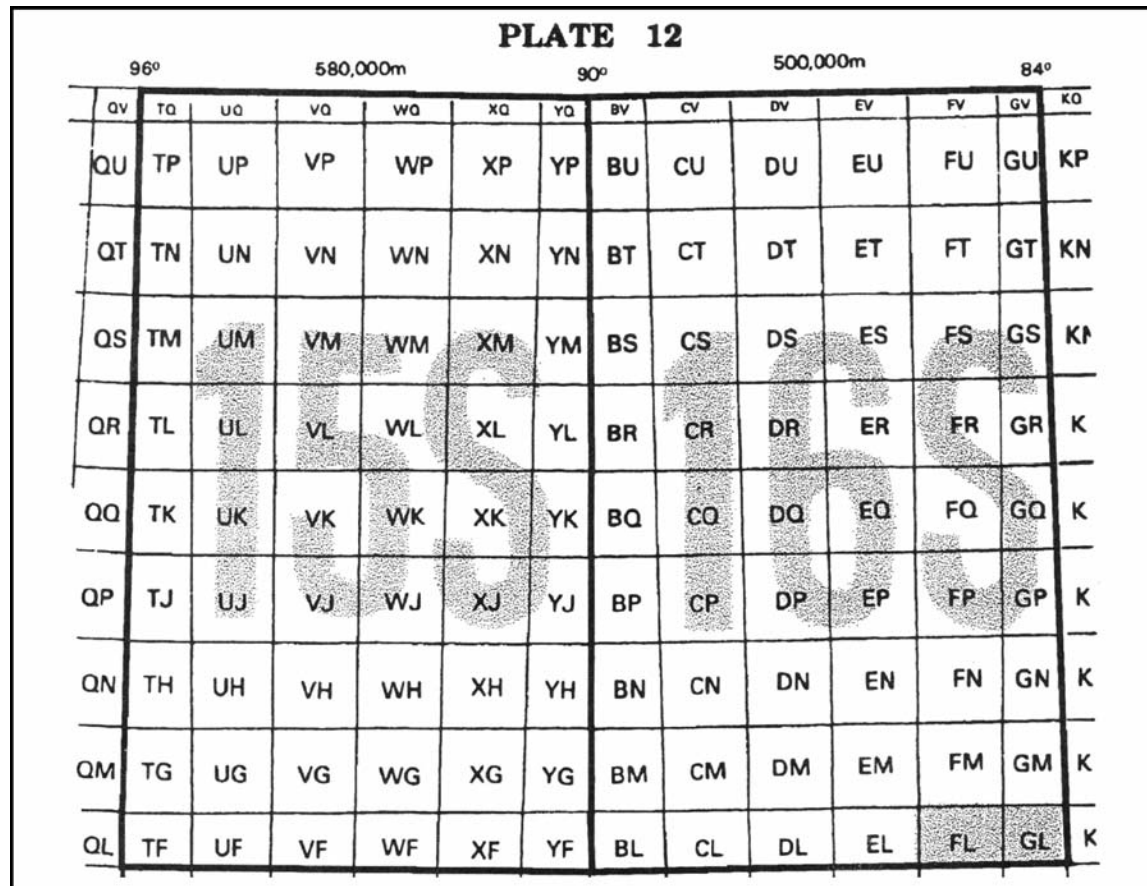 PLATE 12
96º 580,000m 90º 500,000m 84º
QV TQ UQ VQ WQ XQ YQ BV CV DV EV FV GV KQ
QU TP UP VP WP XP YP BU CU DU EU FU GU KP
QT TN UN VN WN XN YN BT CT DT ET FT GT KN
QS TM UM VM WM XM YM BS CS DS ES FS GS
15S 16S
QR TL UL VL WL XL YL BR CR DR ER FR GR K
QQ TK UK VK WK XK YK BQ CQ DQ EQ FQ GQ K
QP TJ UJ VJ WJ XJ YJ BP CP DP EP FP GP K
QN TH UH VH WH XH YH BN CN DN EN FN GN K
QM TG UG VG WG XG YG BM CM DM EM FM GM K
QL TF UF VF WF XF YF BL CL DL EL FL GL K